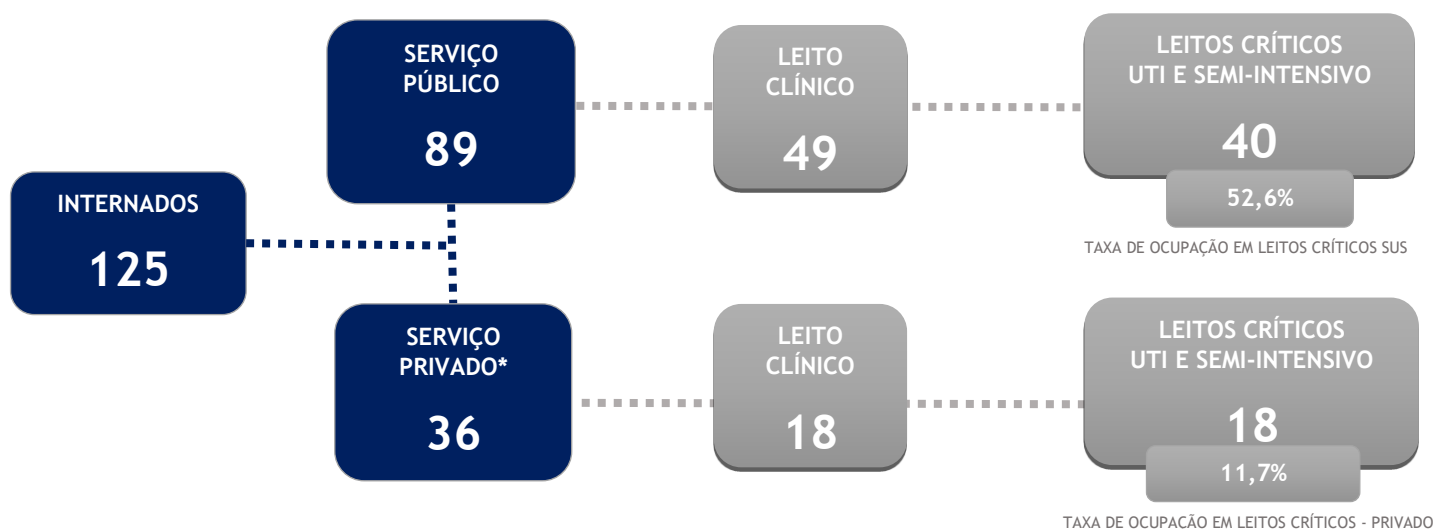 INTERNADOS
125
SERVIÇO
PÚBLICO
89
LEITO
CLÍNICO
49
LEITOS CRÍTICOS
UTI E SEMI-INTENSIVO
40
52,6%
TAXA DE OCUPAÇÃO EM LEITOS CRÍTICOS SUS
SERVIÇO
PRIVADO*
36
LEITO
CLÍNICO
18
LEITOS CRÍTICOS
UTI E SEMI-INTENSIVO
18
11,7%
TAXA DE OCUPAÇÃO EM LEITOS CRÍTICOS - PRIVADO